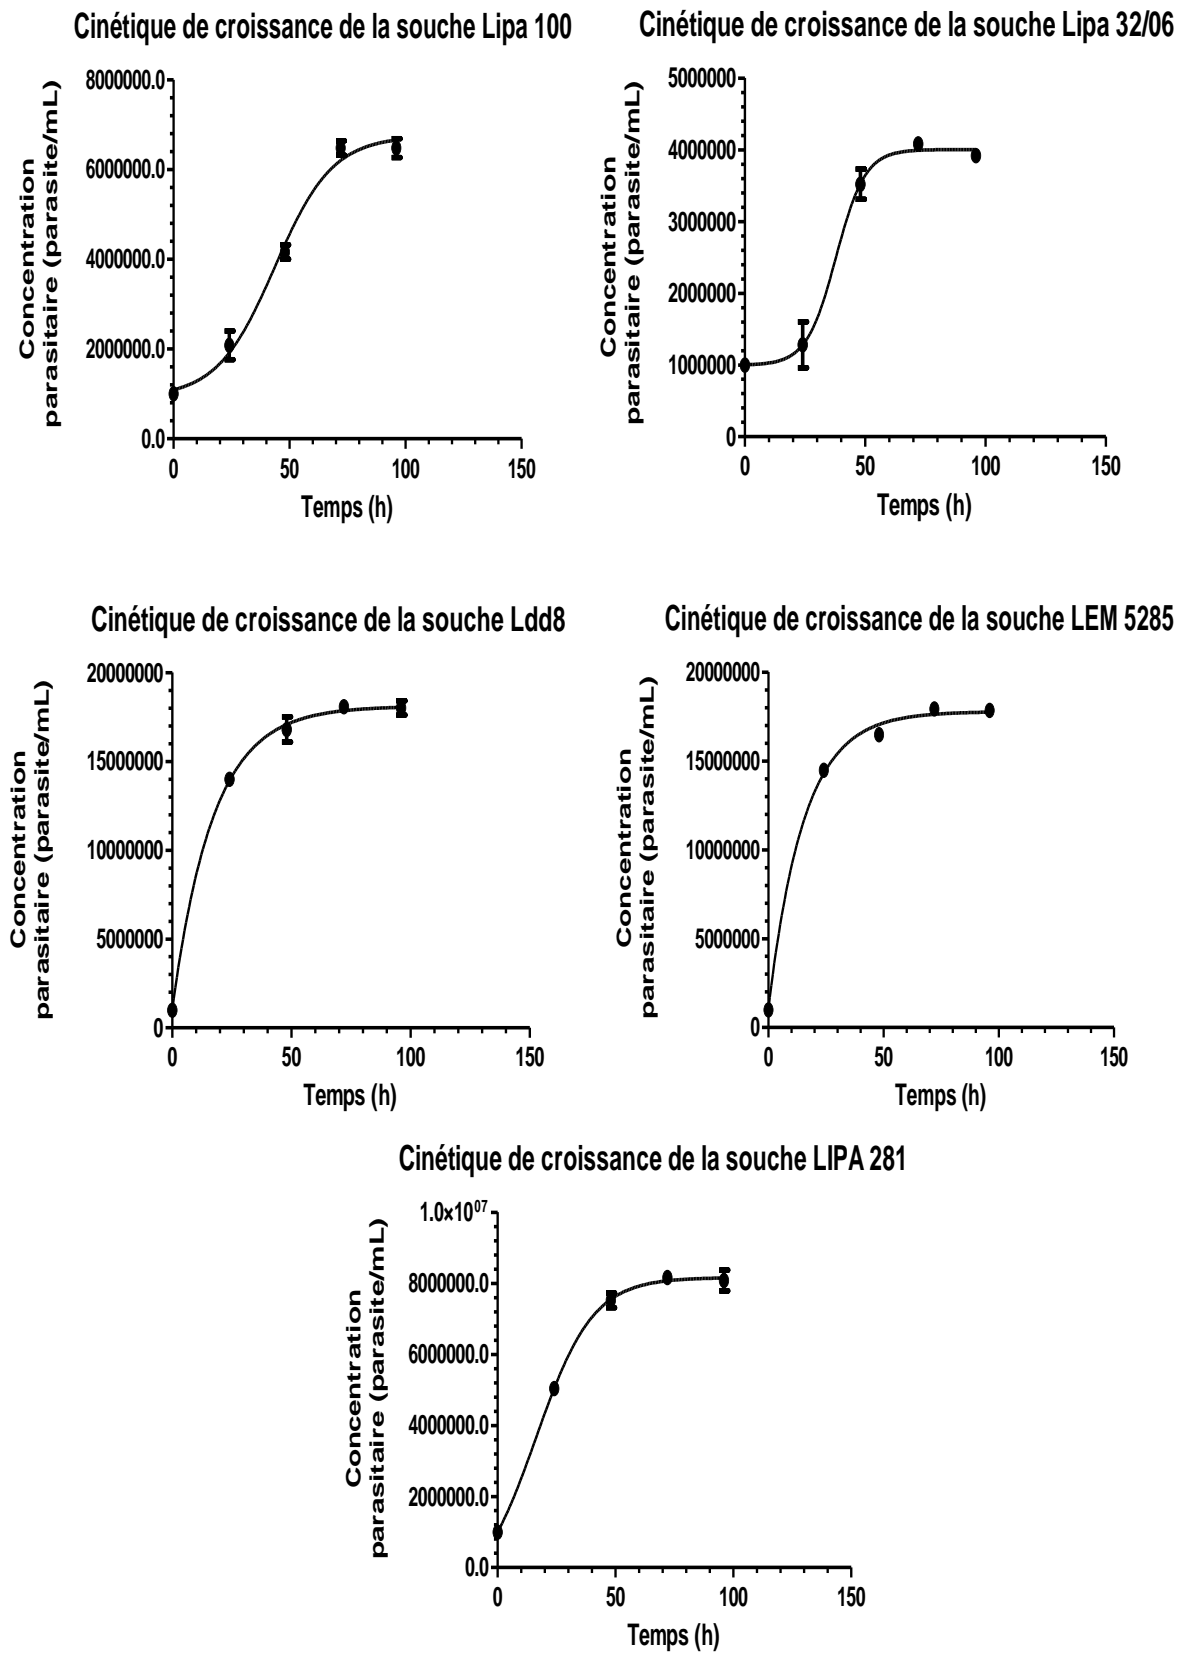 Cinétique de croissance de la souche Lipa 100
Concentration
parasitaire (parasite/mL)
8000000.0
6000000.0
4000000.0
2000000.0
0.0
0 50 100 150
Temps (h)
Cinétique de croissance de la souche Lipa 32/06
Concentration
parasitaire (parasite/mL)
5000000
4000000
3000000
2000000
1000000
0
0 50 100 150
Temps (h)
Cinétique de croissance de la souche Ldd8
Concentration
parasitaire (parasite/mL)
20000000
15000000
10000000
5000000
0
0 50 100 150
Temps (h)
Cinétique de croissance de la souche LEM 5285
Concentration
parasitaire (parasite/mL)
20000000
15000000
10000000
5000000
0
0 50 100 150
Temps (h)
Cinétique de croissance de la souche LIPA 281
Concentration
parasitaire (parasite/mL)
1.0×10⁰⁷
8000000.0
6000000.0
4000000.0
2000000.0
0.0
0 50 100 150
Temps (h)